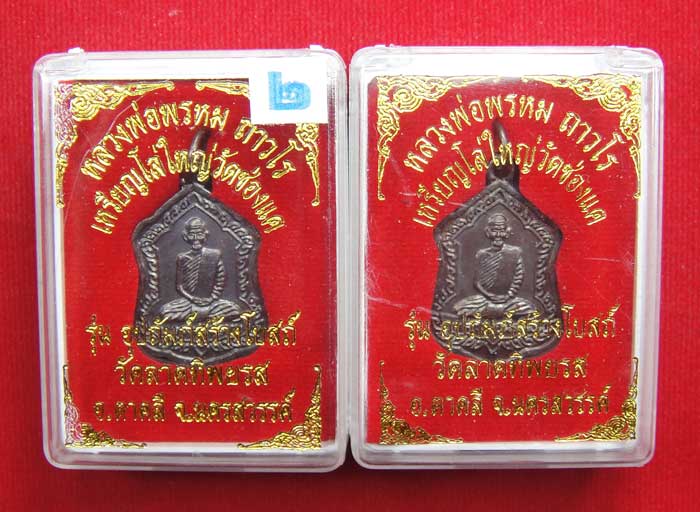 ๒
หลวงพ่อพรหม ถาวโร
เหรียญโล่ใหญ่วัดช่องแค
รุ่น อุปถัมภ์สร้างโบสถ์
วัดลาดทิพยรส
อ.ตาคลี จ.นครสวรรค์
หลวงพ่อพรหม ถาวโร
เหรียญโล่ใหญ่วัดช่องแค
รุ่น อุปถัมภ์สร้างโบสถ์
วัดลาดทิพยรส
อ.ตาคลี จ.นครสวรรค์